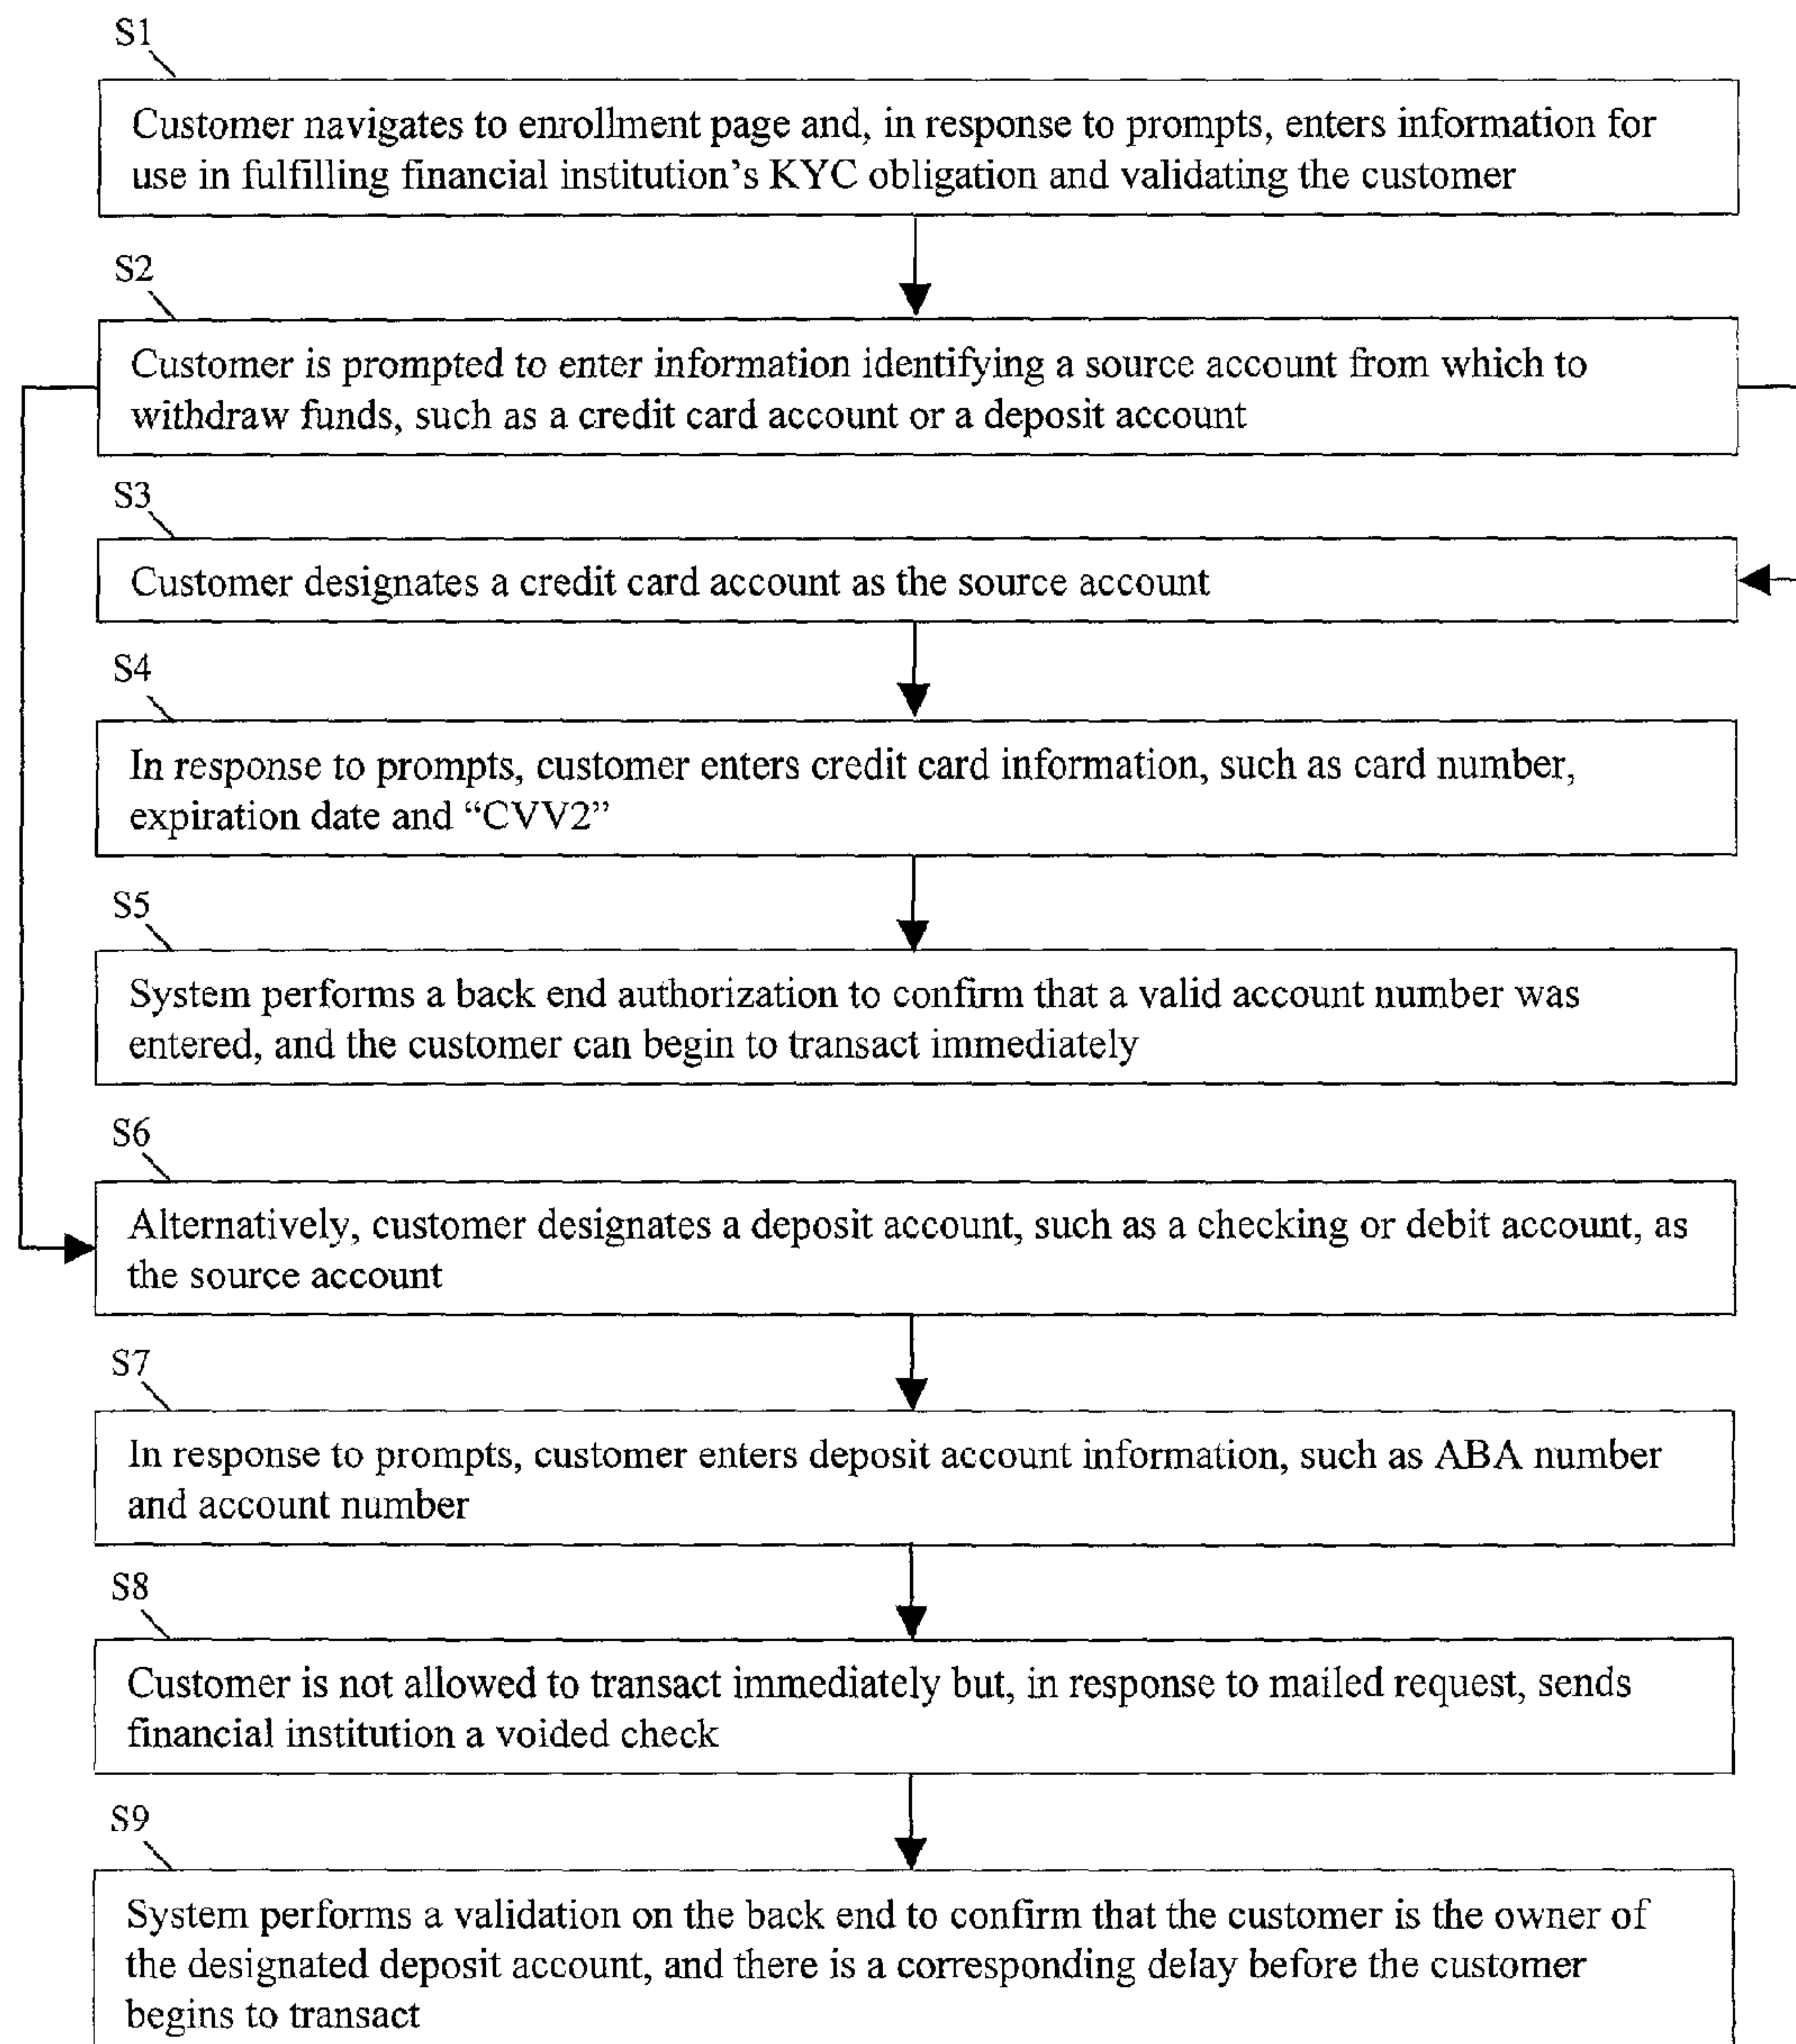 S1
Customer navigates to enrollment page and, in response to prompts, enters information for
use in fulfilling financial institution’s KYC obligation and validating the customer
S2
Customer is prompted to enter information identifying a source account from which to
withdraw funds, such as a credit card account or a deposit account
S3
Customer designates a credit card account as the source account
S4
In response to prompts, customer enters credit card information, such as card number,
expiration date and “CVV2”
S5
System performs a back end authorization to confirm that a valid account number was
entered, and the customer can begin to transact immediately
S6
Alternatively, customer designates a deposit account, such as a checking or debit account, as
the source account
S7
In response to prompts, customer enters deposit account information, such as ABA number
and account number
S8
Customer is not allowed to transact immediately but, in response to mailed request, sends
financial institution a voided check
S9
System performs a validation on the back end to confirm that the customer is the owner of
the designated deposit account, and there is a corresponding delay before the customer
begins to transact